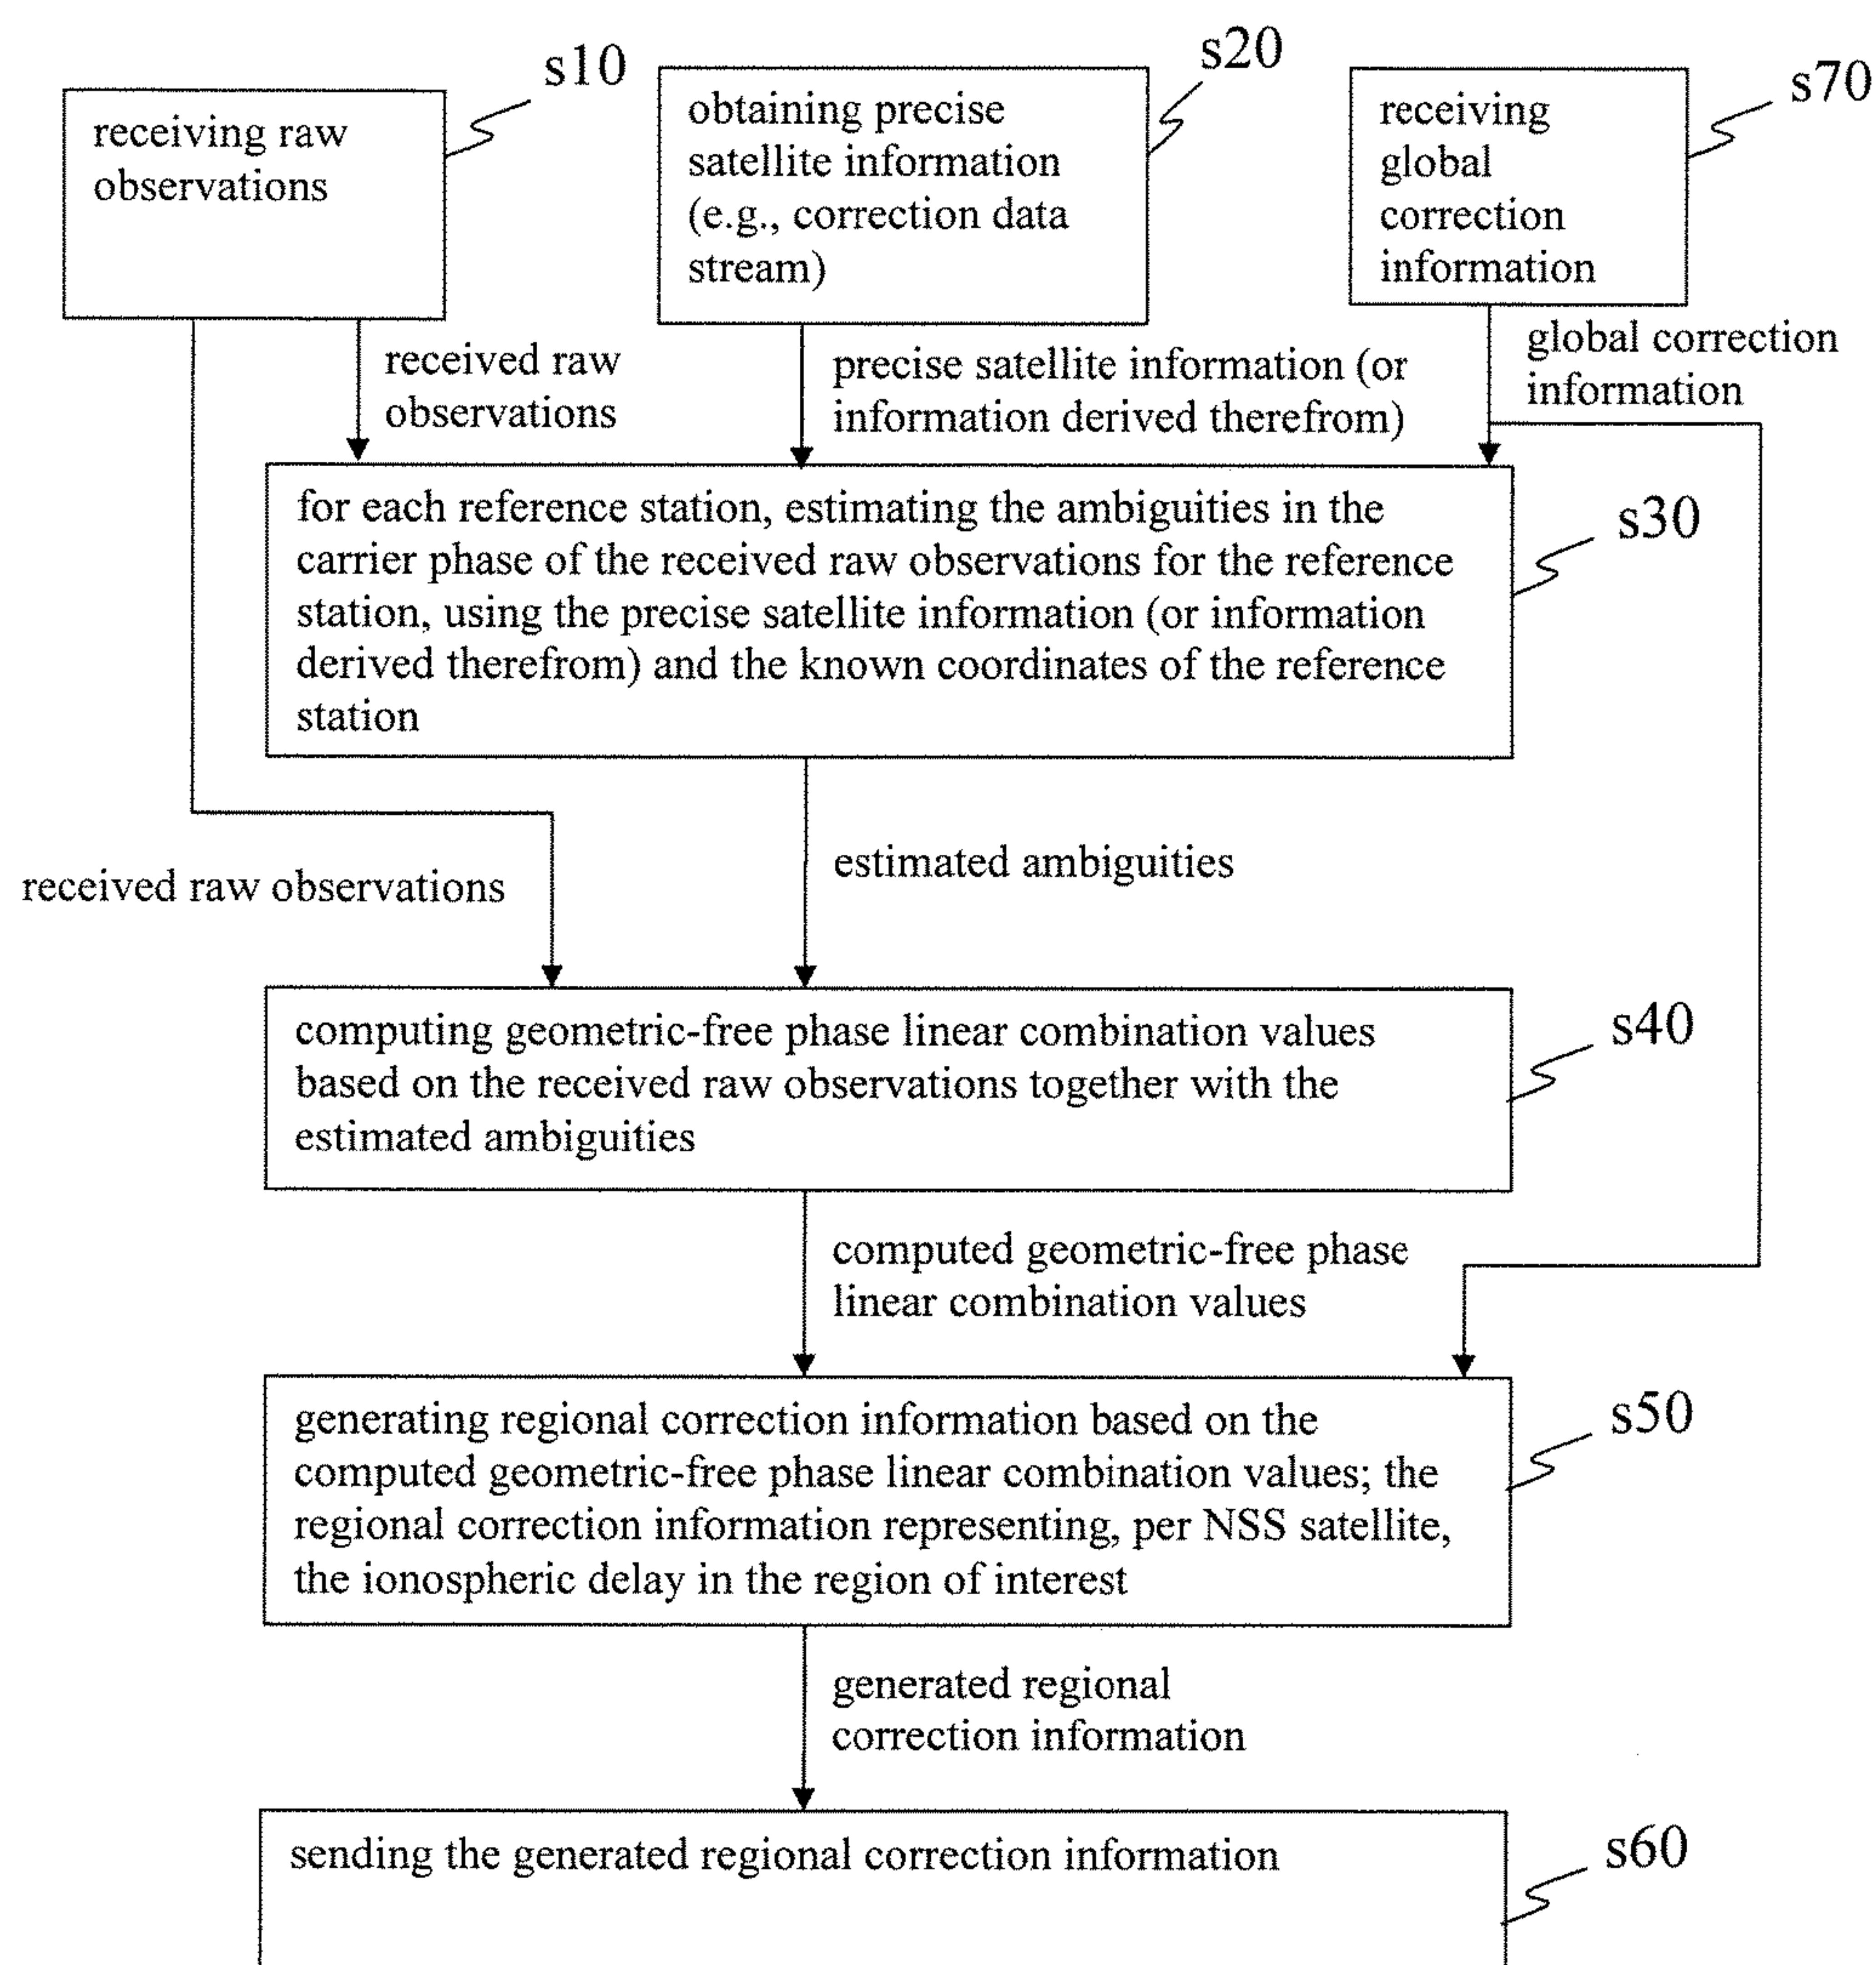 s10
receiving raw
observations
s20
obtaining precise
satellite information
(e.g., correction data
stream)
s70
receiving
global
correction
information
received raw
observations
precise satellite information (or
information derived therefrom)
global correction
information
s30
for each reference station, estimating the ambiguities in the
carrier phase of the received raw observations for the reference
station, using the precise satellite information (or information
derived therefrom) and the known coordinates of the reference
station
received raw observations
estimated ambiguities
s40
computing geometric-free phase linear combination values
based on the received raw observations together with the
estimated ambiguities
computed geometric-free phase
linear combination values
s50
generating regional correction information based on the
computed geometric-free phase linear combination values; the
regional correction information representing, per NSS satellite,
the ionospheric delay in the region of interest
generated regional
correction information
s60
sending the generated regional correction information